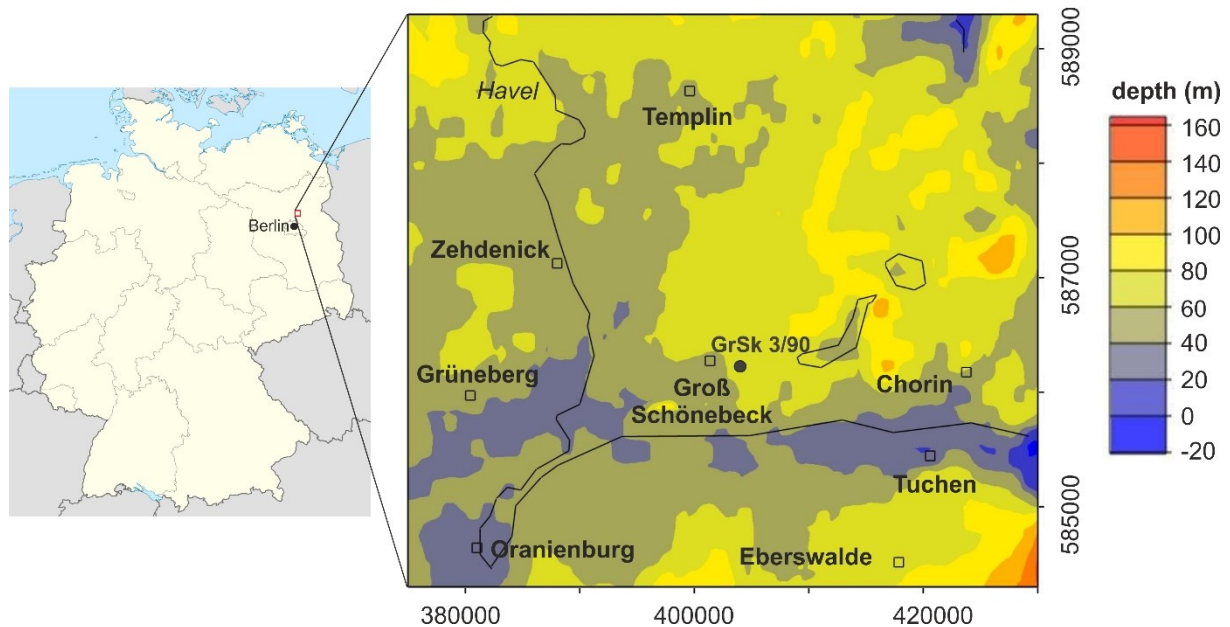 Berlin
Havel
Templin
Zehdenick
GrSk 3/90
Grüneberg
Groß
Schönebeck
Chorin
Tuchen
Oranienburg
Eberswalde
380000
400000
420000
589000
587000
585000
depth (m)
160
140
120
100
80
60
40
20
0
-20